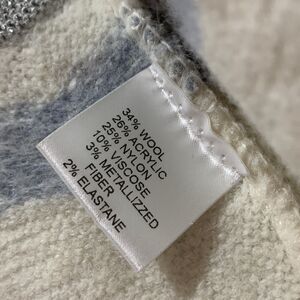 34% WOOL
26% ACRYLIC
25% NYLON
10% VISCOSE
3% METALLIZED
FIBER
2% ELASTANE